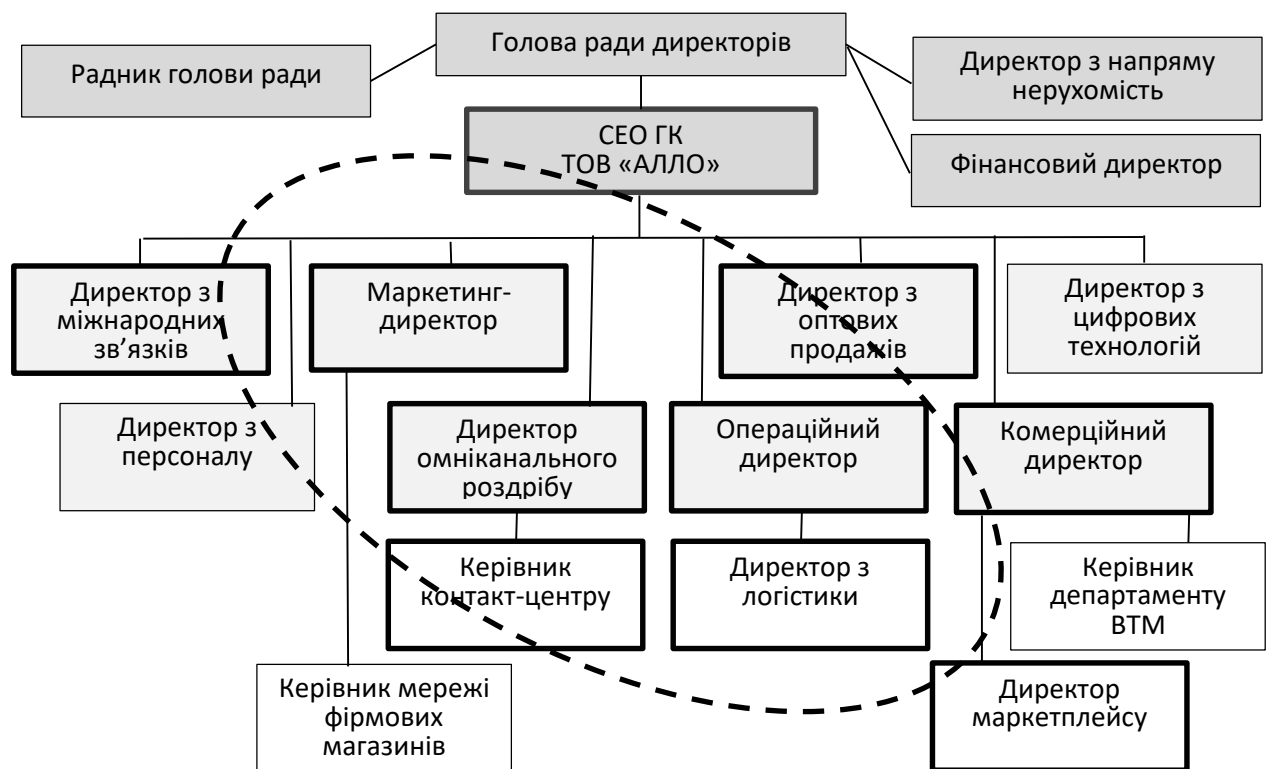 Голова ради директорів
Радник голови ради
Директор з напряму
нерухомість
СЕО ГК
ТОВ «АЛЛО»
Фінансовий директор
Директор з
міжнародних
зв’язків
Маркетинг-
директор
Директор з
оптових
продажів
Директор з
цифрових
технологій
Директор з
персоналу
Директор
омніканального
роздрібу
Операційний
директор
Комерційний
директор
Керівник
контакт-центру
Директор з
логістики
Керівник
департаменту
ВТМ
Керівник мережі
фірмових
магазинів
Директор
маркетплейсу